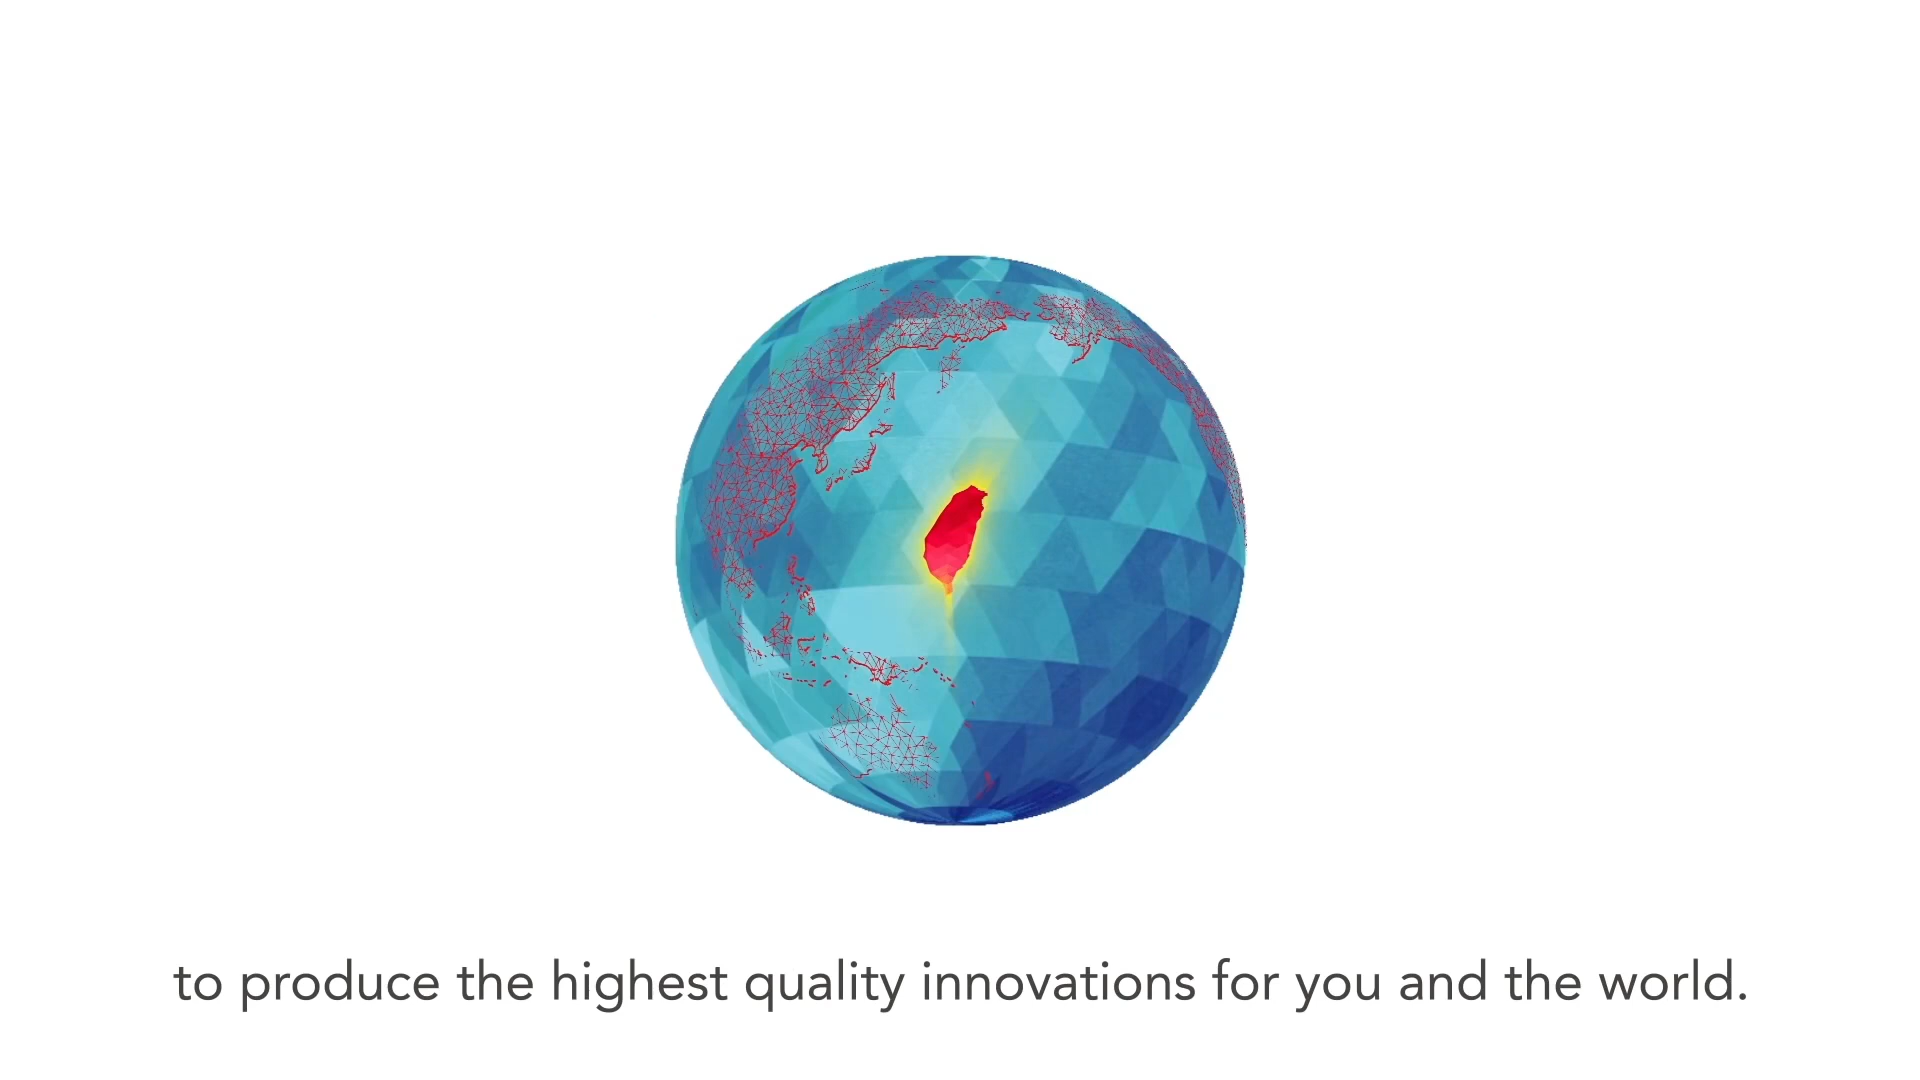 to produce the highest quality innovations for you and the world.